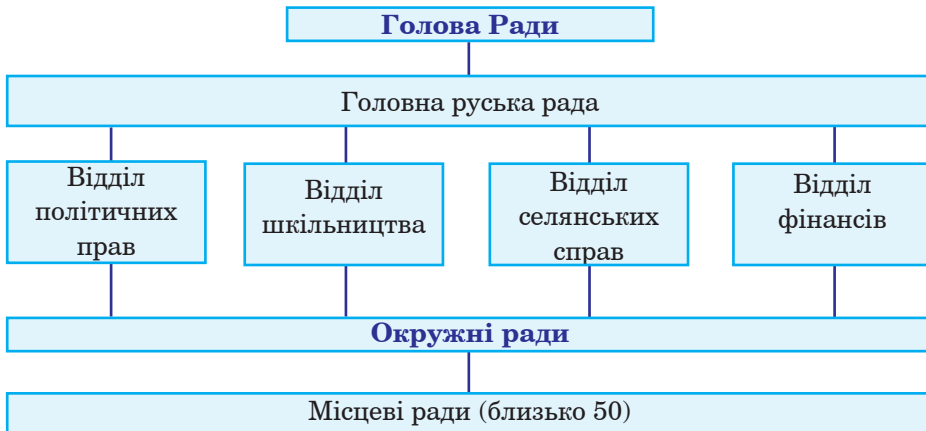 Голова Ради
Головна руська рада
Відділ
політичних
прав
Відділ
шкільництва
Відділ
селянських
справ
Відділ
фінансів
Окружні ради
Місцеві ради (близько 50)